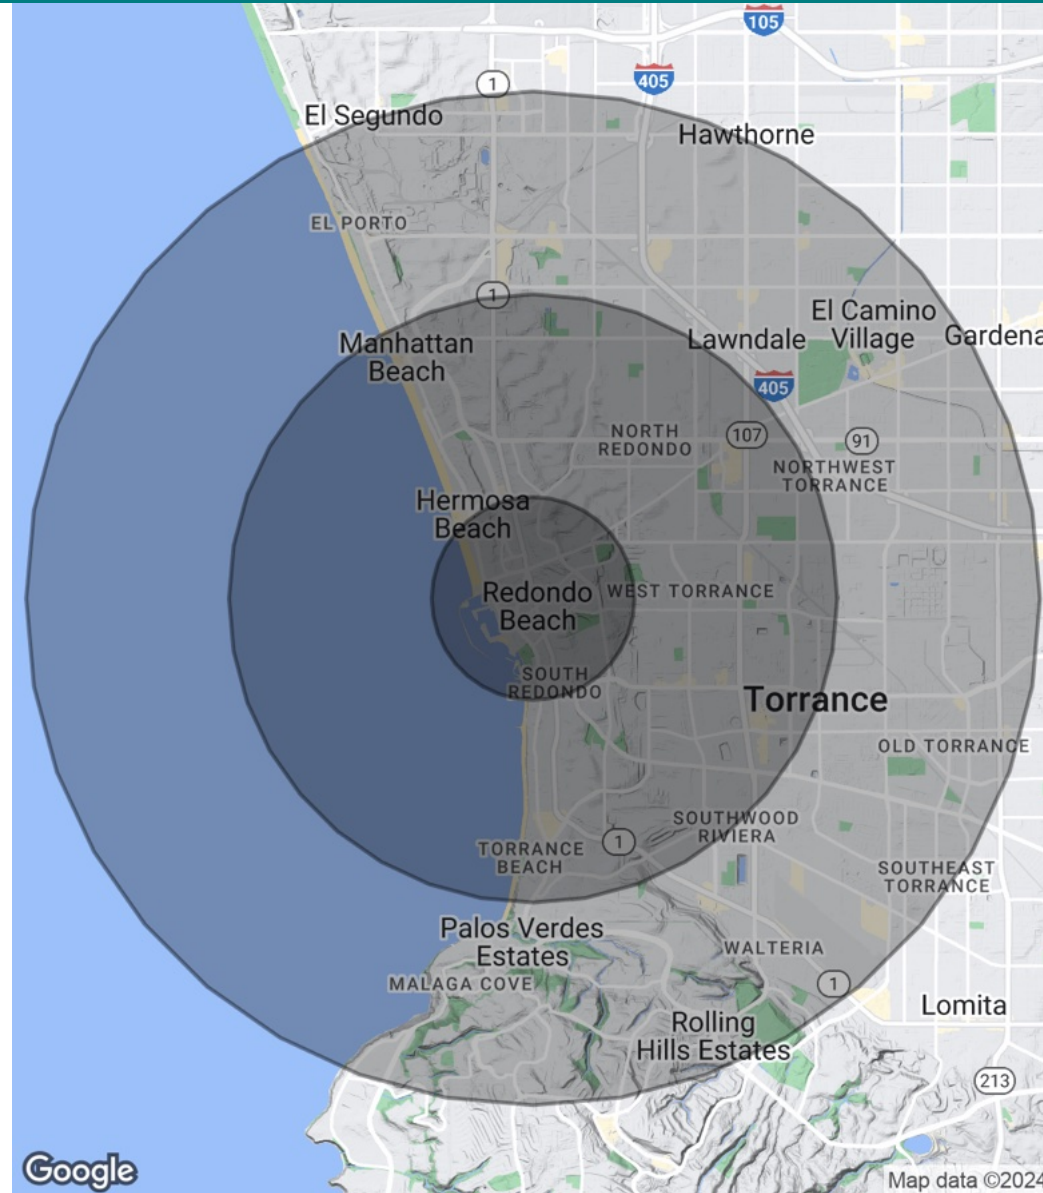 105
405
1
El Segundo
Hawthorne
EL PORTO
1
El Camino
Village
Gardena
Lawndale
Manhattan
Beach
405
NORTH
REDONDO
107
91
NORTHWEST
TORRANCE
Hermosa
Beach
Redondo
Beach
WEST TORRANCE
SOUTH
REDONDO
Torrance
OLD TORRANCE
SOUTHWOOD
RIVIERA
1
TORRANCE
BEACH
SOUTHEAST
TORRANCE
Palos Verdes
Estates
WALTERIA
MALAGA COVE
1
Lomita
Rolling
Hills Estates
213
Google
Map data ©2024